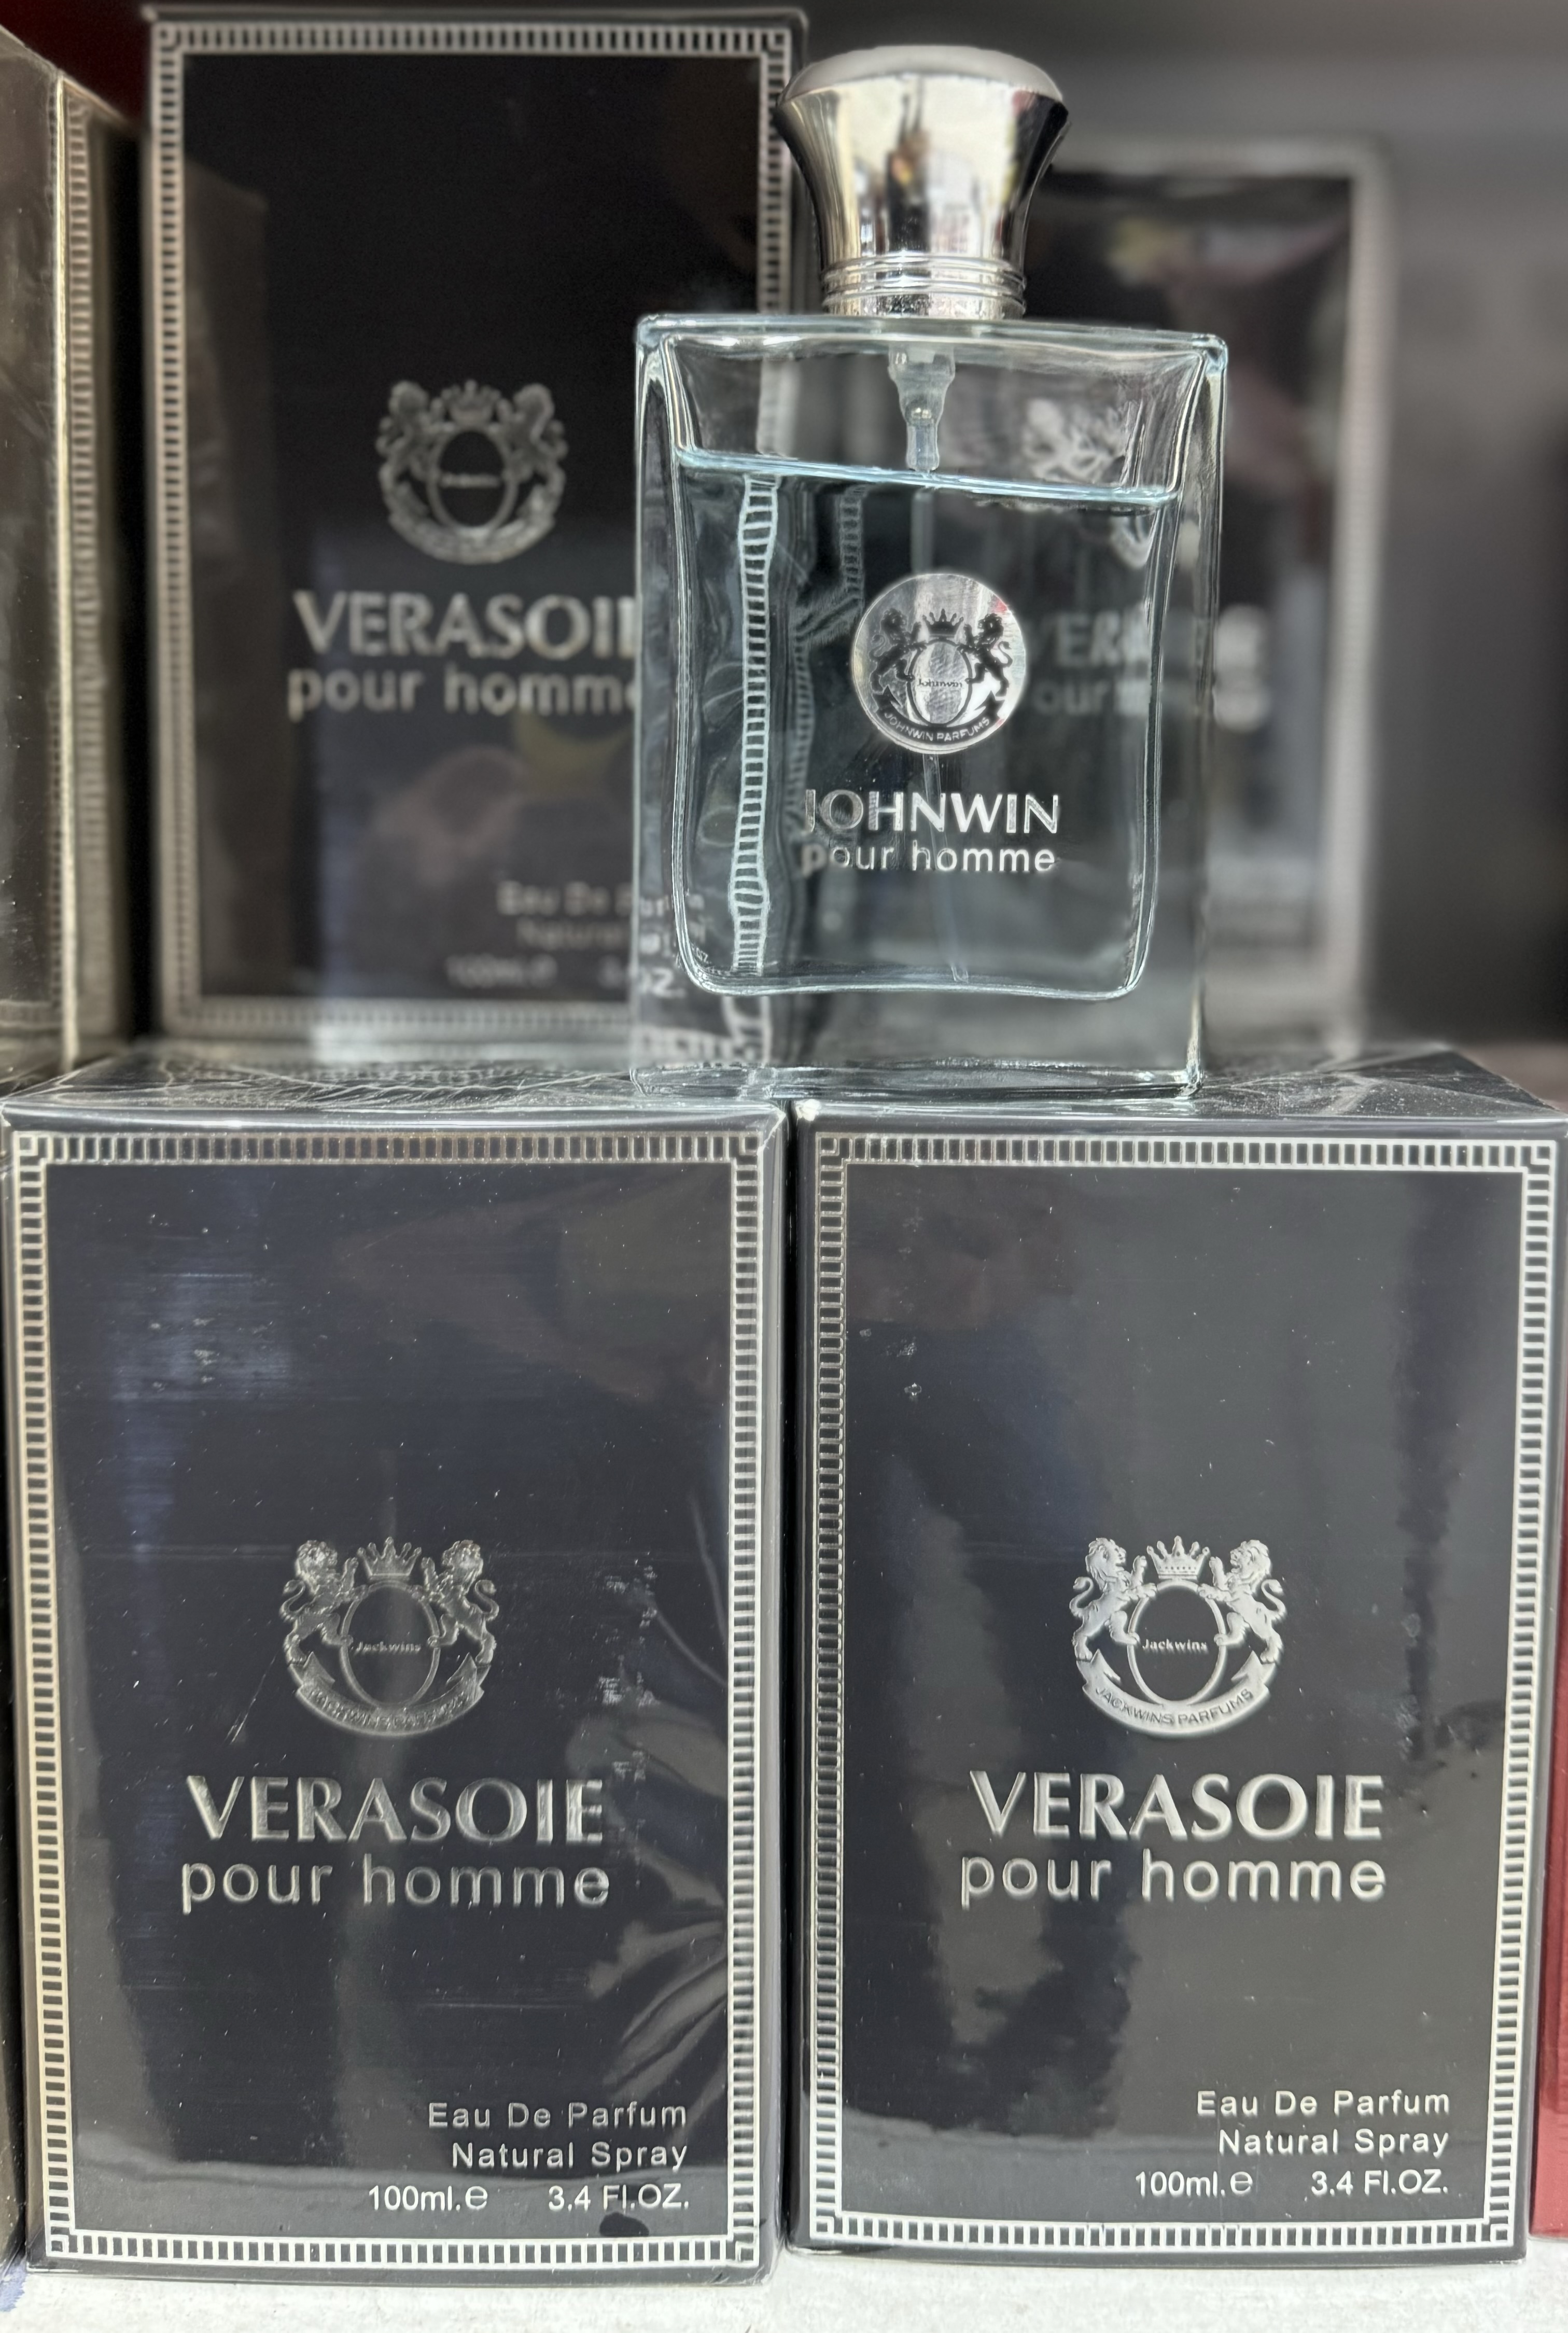 VERASOIE
pour homme
Johnwin
JOHNWIN PARFUMS
JOHNWIN
pour homme
Jackwins
VERASOIE
pour homme
Eau De Parfum
Natural Spray
100ml.e 3.4 Fl.OZ.
Jackwins
JACKWINS PARFUMS
VERASOIE
pour homme
Eau De Parfum
Natural Spray
100ml.e 3.4 Fl.OZ.